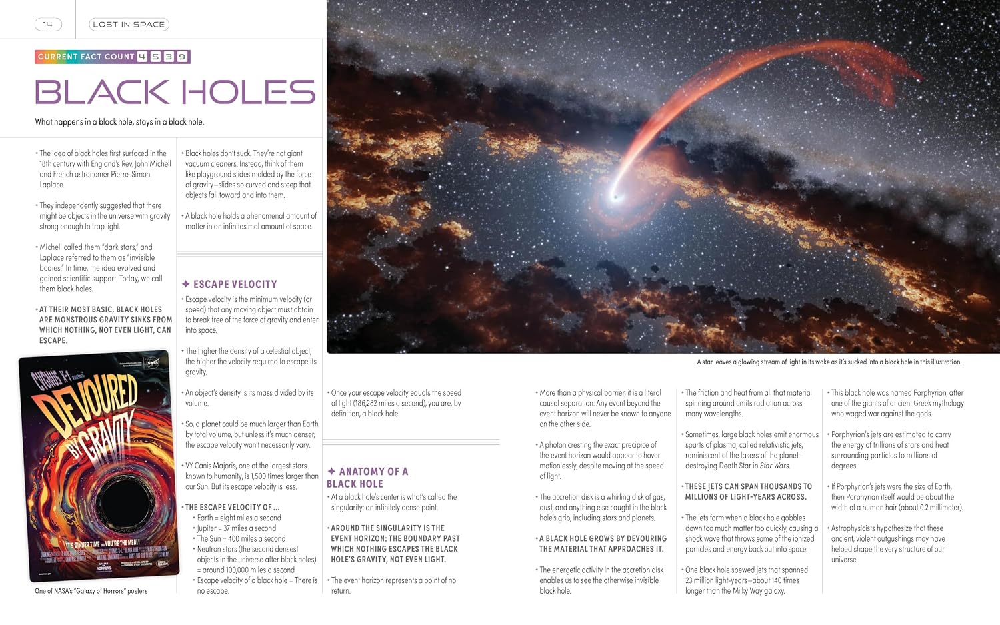 14
LOST IN SPACE
CURRENT FACT COUNT 4539
BLACK HOLES
What happens in a black hole, stays in a black hole.
• The idea of black holes first surfaced in the
18th century with England's Rev. John Michell
and French astronomer Pierre-Simon
Laplace.
• They independently suggested that there
might be objects in the universe with gravity
strong enough to trap light.
• Michell called them "dark stars," and
Laplace referred to them as "invisible
bodies." In time, the idea evolved and
gained scientific support. Today, we call
them black holes.
• AT THEIR MOST BASIC, BLACK HOLES
ARE MONSTROUS GRAVITY SINKS FROM
WHICH NOTHING, NOT EVEN LIGHT, CAN
ESCAPE.
NASA
CYGNUS X-1
DEVOURED
BY GRAVITY
IT'S DINNER TIME AND YOU'RE THE MEAL!
GALAXY OF HORRORS
One of NASA's "Galaxy of Horrors" posters
• Black holes don't suck. They're not giant
vacuum cleaners. Instead, think of them
like playground slides molded by the force
of gravity—slides so curved and steep that
objects fall toward and into them.
• A black hole holds a phenomenal amount of
matter in an infinitesimal amount of space.
✦ ESCAPE VELOCITY
• Escape velocity is the minimum velocity (or
speed) that any moving object must obtain
to break free of the force of gravity and enter
into space.
• The higher the density of a celestial object,
the higher the velocity required to escape its
gravity.
• An object's density is its mass divided by its
volume.
• So, a planet could be much larger than Earth
by total volume, but unless it's much denser,
the escape velocity won't necessarily vary.
• VY Canis Majoris, one of the largest stars
known to humanity, is 1,500 times larger than
our Sun. But its escape velocity is less.
• THE ESCAPE VELOCITY OF ...
• Earth = eight miles a second
• Jupiter = 37 miles a second
• The Sun = 400 miles a second
• Neutron stars (the second densest
objects in the universe after black holes)
= around 100,000 miles a second
• Escape velocity of a black hole = There is
no escape.
A star leaves a glowing stream of light in its wake as it's sucked into a black hole in this illustration.
• Once your escape velocity equals the speed
of light (186,282 miles a second), you are, by
definition, a black hole.
✦ ANATOMY OF A
BLACK HOLE
• At a black hole's center is what's called the
singularity: an infinitely dense point.
• AROUND THE SINGULARITY IS THE
EVENT HORIZON: THE BOUNDARY PAST
WHICH NOTHING ESCAPES THE BLACK
HOLE'S GRAVITY, NOT EVEN LIGHT.
• The event horizon represents a point of no
return.
• More than a physical barrier, it is a literal
causal separation: Any event beyond the
event horizon will never be known to anyone
on the other side.
• A photon cresting the exact precipice of
the event horizon would appear to hover
motionlessly, despite moving at the speed
of light.
• The accretion disk is a whirling disk of gas,
dust, and anything else caught in the black
hole's grip, including stars and planets.
• A BLACK HOLE GROWS BY DEVOURING
THE MATERIAL THAT APPROACHES IT.
• The energetic activity in the accretion disk
enables us to see the otherwise invisible
black hole.
• The friction and heat from all that material
spinning around emits radiation across
many wavelengths.
• Sometimes, large black holes emit enormous
spurts of plasma, called relativistic jets,
reminiscent of the lasers of the planet-
destroying Death Star in Star Wars.
• THESE JETS CAN SPAN THOUSANDS TO
MILLIONS OF LIGHT-YEARS ACROSS.
• The jets form when a black hole gobbles
down too much matter too quickly, causing a
shock wave that throws some of the ionized
particles and energy back out into space.
• One black hole spewed jets that spanned
23 million light-years—about 140 times
longer than the Milky Way galaxy.
• This black hole was named Porphyrion, after
one of the giants of ancient Greek mythology
who waged war against the gods.
• Porphyrion's jets are estimated to carry
the energy of trillions of stars and heat
surrounding particles to millions of
degrees.
• If Porphyrion's jets were the size of Earth,
then Porphyrian itself would be about the
width of a human hair (about 0.2 millimeter).
• Astrophysicists hypothesize that these
ancient, violent outgushings may have
helped shape the very structure of our
universe.